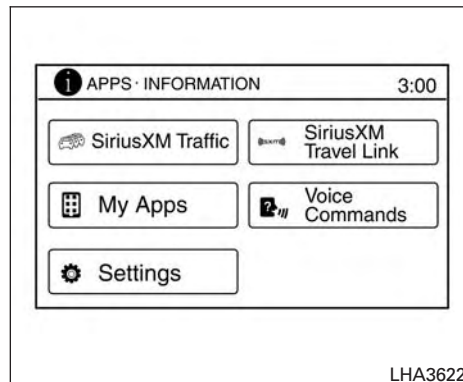 i APPS · INFORMATION 3:00
SiriusXM Traffic
SiriusXM
Travel Link
My Apps
Voice
Commands
Settings
LHA3622